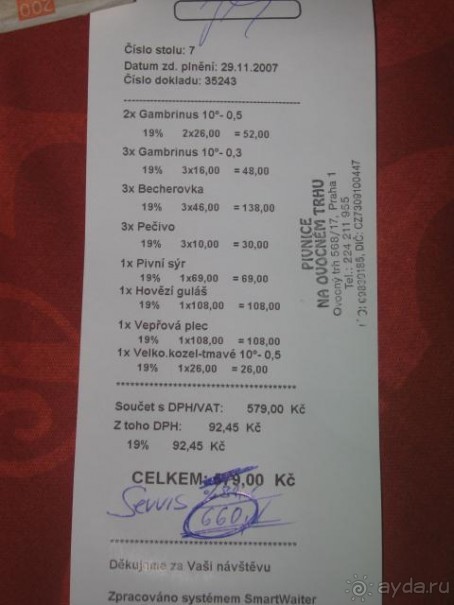 200
Číslo stolu: 7
Datum zd. plnění: 29.11.2007
Číslo dokladu: 35243
2x Gambrinus 10°- 0,5
19% 2x26,00 = 52,00
3x Gambrinus 10°- 0,3
19% 3x16,00 = 48,00
3x Becherovka
19% 3x46,00 = 138,00
3x Pečivo
19% 3x10,00 = 30,00
1x Pivní sýr
19% 1x69,00 = 69,00
1x Hovězí guláš
19% 1x108,00 = 108,00
1x Vepřová plec
19% 1x108,00 = 108,00
1x Velko.kozel-tmavé 10°- 0,5
19% 1x26,00 = 26,00
****************************************
Součet s DPH/VAT: 579,00 Kč
Z toho DPH: 92,45 Kč
19% 92,45 Kč
****************************************
CELKEM: 579,00 Kč
Servis
660,-
****************************************
Děkujeme za Vaši návštěvu
Zpracováno systémem SmartWaiter
PIVNICE
NA OVOCNÉM TRHU
Ovocný trh 568/17, Praha 1
Tel.: 224 211 955
DIČ: CZ7309100447
ayda.ru